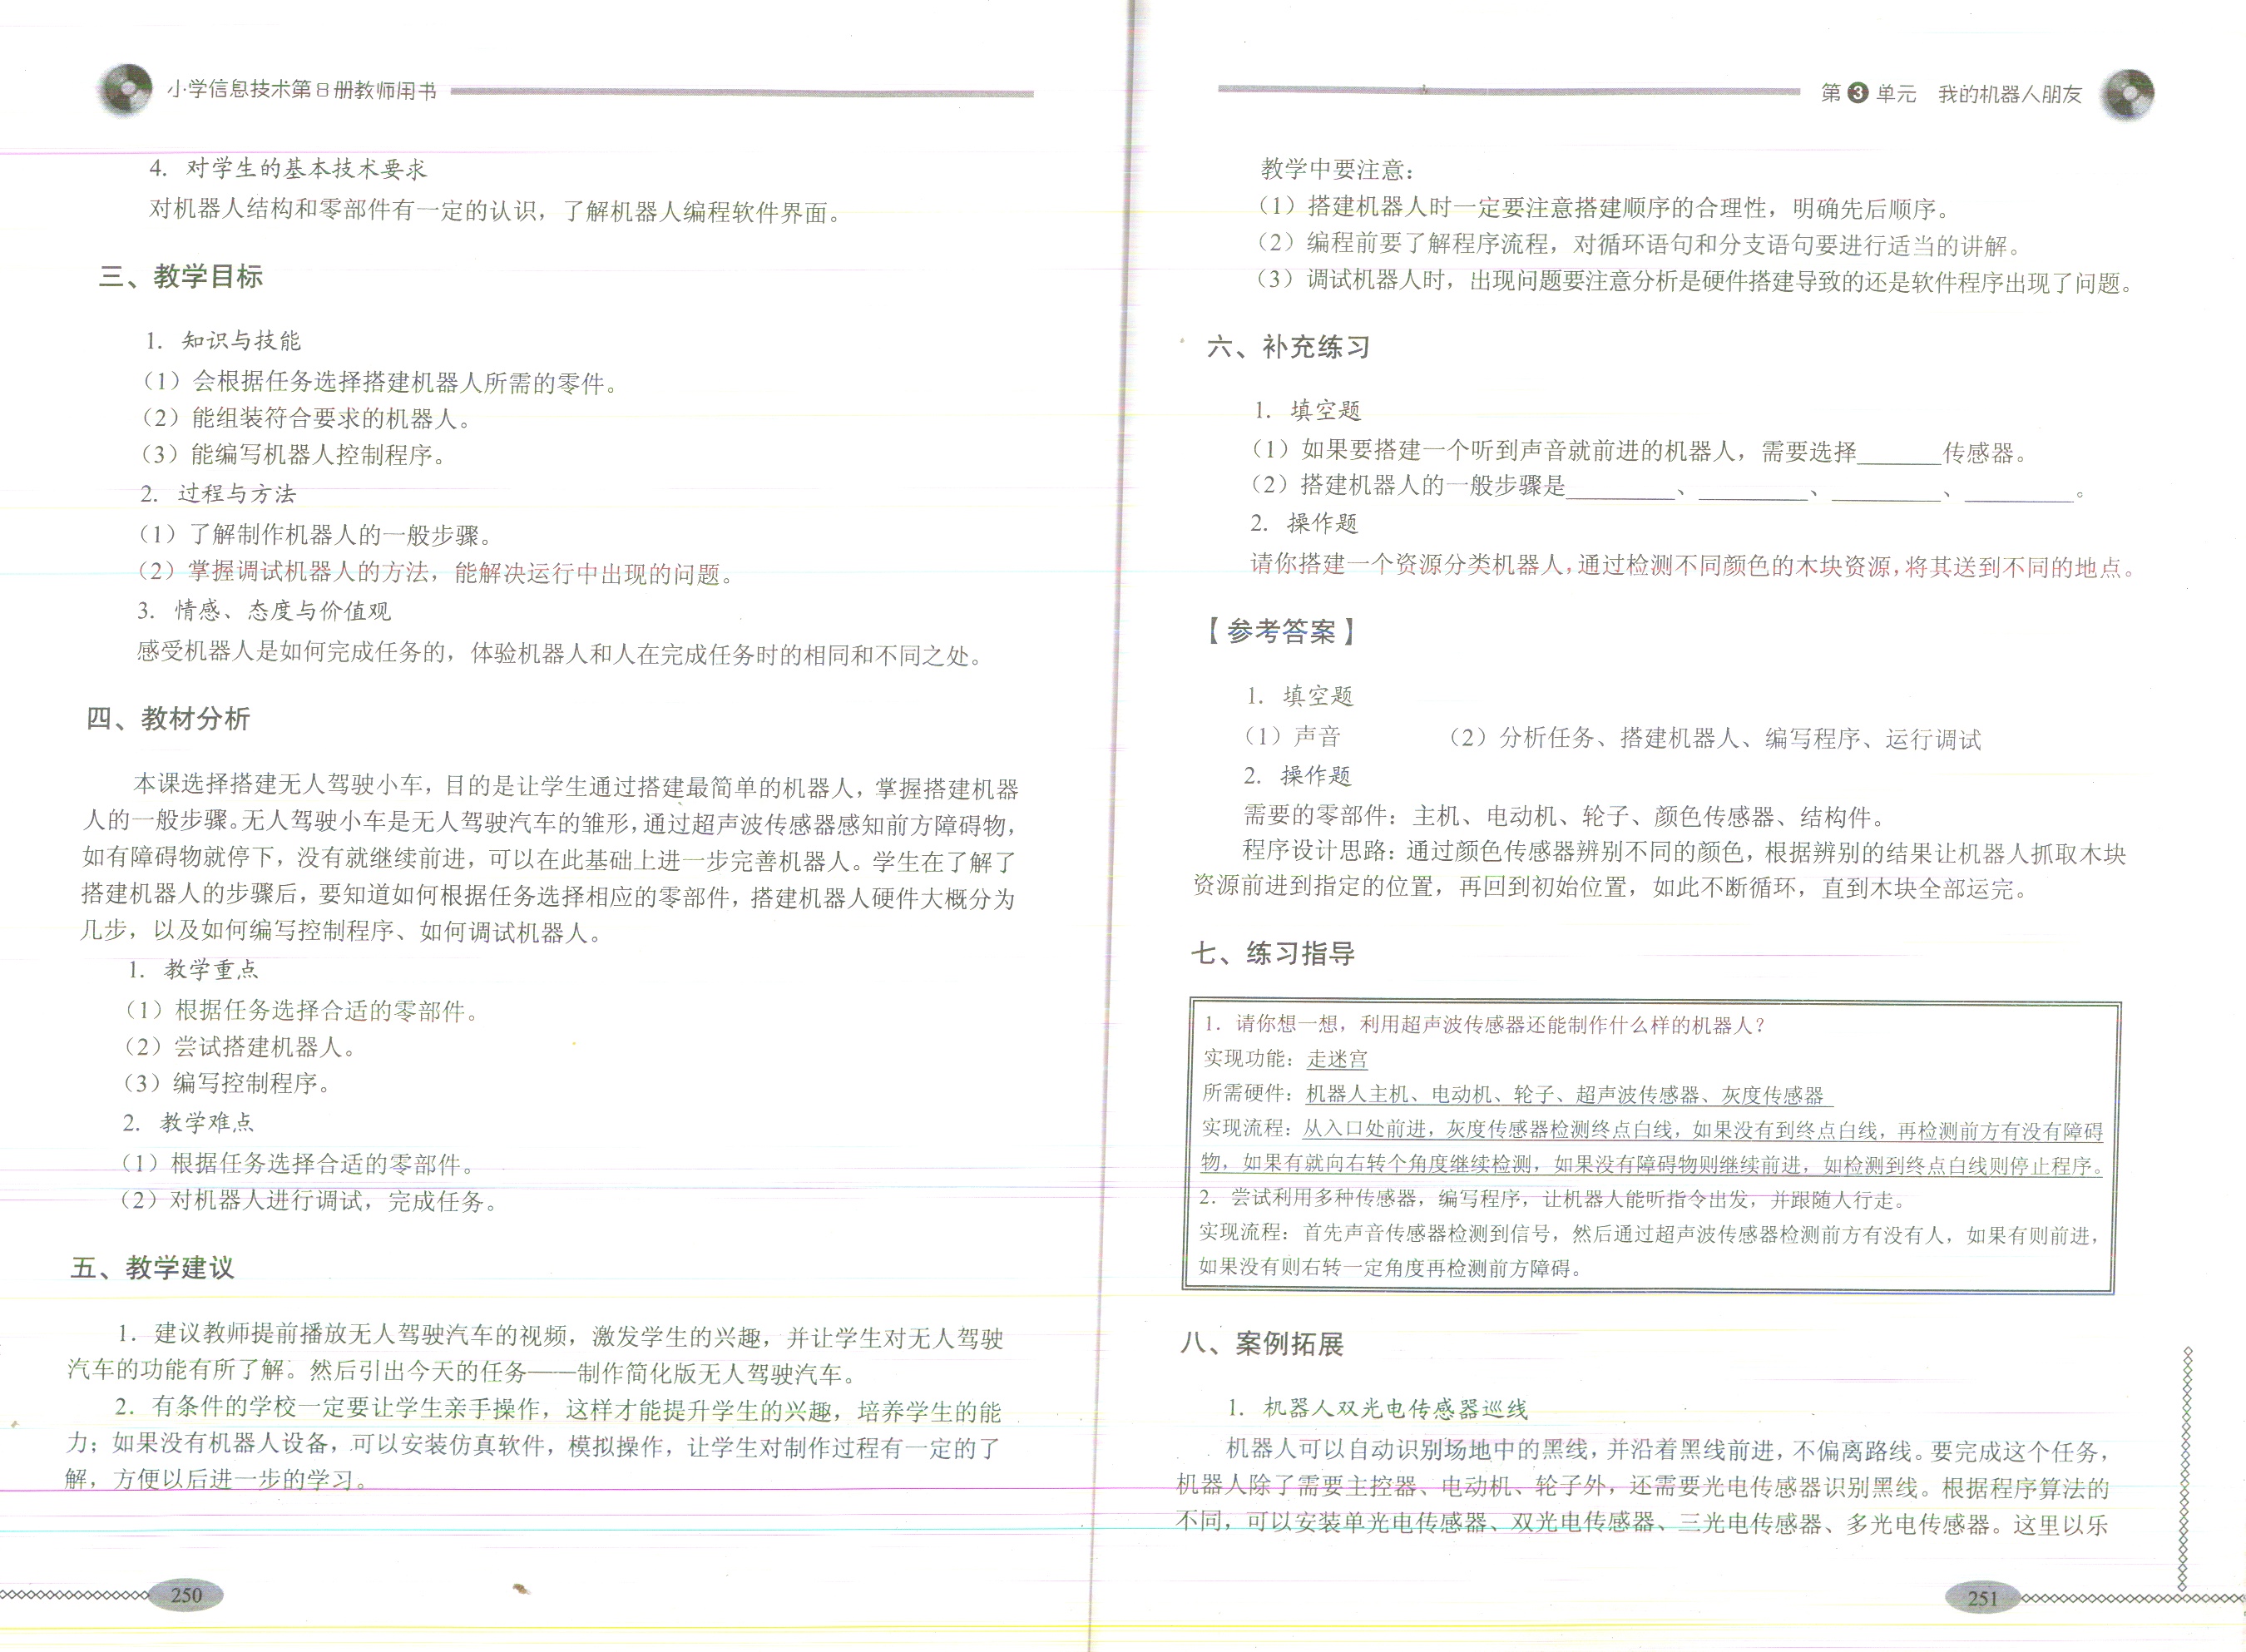 小学信息技术第8册教师用书
4. 对学生的基本技术要求
对机器人结构和零部件有一定的认识，了解机器人编程软件界面。
三、教学目标
1. 知识与技能
（1）会根据任务选择搭建机器人所需的零件。
（2）能组装符合要求的机器人。
（3）能编写机器人控制程序。
2. 过程与方法
（1）了解制作机器人的一般步骤。
（2）掌握调试机器人的方法，能解决运行中出现的问题。
3. 情感、态度与价值观
感受机器人是如何完成任务的，体验机器人和人在完成任务时的相同和不同之处。
四、教材分析
本课选择搭建无人驾驶小车，目的是让学生通过搭建最简单的机器人，掌握搭建机器
人的一般步骤。无人驾驶小车是无人驾驶汽车的雏形，通过超声波传感器感知前方障碍物，
如有障碍物就停下，没有就继续前进，可以在此基础上进一步完善机器人。学生在了解了
搭建机器人的步骤后，要知道如何根据任务选择相应的零部件，搭建机器人硬件大概分为
几步，以及如何编写控制程序、如何调试机器人。
1. 教学重点
（1）根据任务选择合适的零部件。
（2）尝试搭建机器人。
（3）编写控制程序。
2. 教学难点
（1）根据任务选择合适的零部件。
（2）对机器人进行调试，完成任务。
五、教学建议
1. 建议教师提前播放无人驾驶汽车的视频，激发学生的兴趣，并让学生对无人驾驶
汽车的功能有所了解。然后引出今天的任务——制作简化版无人驾驶汽车。
2. 有条件的学校一定要让学生亲手操作，这样才能提升学生的兴趣，培养学生的能
力；如果没有机器人设备，可以安装仿真软件，模拟操作，让学生对制作过程有一定的了
解，方便以后进一步的学习。
250
第3单元 我的机器人朋友
教学中要注意：
（1）搭建机器人时一定要注意搭建顺序的合理性，明确先后顺序。
（2）编程前要了解程序流程，对循环语句和分支语句要进行适当的讲解。
（3）调试机器人时，出现问题要注意分析是硬件搭建导致的还是软件程序出现了问题。
六、补充练习
1. 填空题
（1）如果要搭建一个听到声音就前进的机器人，需要选择_______传感器。
（2）搭建机器人的一般步骤是_________、_________、_________、_________。
2. 操作题
请你搭建一个资源分类机器人，通过检测不同颜色的木块资源，将其送到不同的地点。
【参考答案】
1. 填空题
（1）声音 （2）分析任务、搭建机器人、编写程序、运行调试
2. 操作题
需要的零部件：主机、电动机、轮子、颜色传感器、结构件。
程序设计思路：通过颜色传感器辨别不同的颜色，根据辨别的结果让机器人抓取木块
资源前进到指定的位置，再回到初始位置，如此不断循环，直到木块全部运完。
七、练习指导
1. 请你想一想，利用超声波传感器还能制作什么样的机器人？
实现功能：走迷宫
所需硬件：机器人主机、电动机、轮子、超声波传感器、灰度传感器
实现流程：从入口处前进，灰度传感器检测终点白线，如果没有到终点白线，再检测前方有没有障碍
物，如果有就向右转个角度继续检测，如果没有障碍物则继续前进，如检测到终点白线则停止程序。
2. 尝试利用多种传感器，编写程序，让机器人能听指令出发，并跟随人行走。
实现流程：首先声音传感器检测到信号，然后通过超声波传感器检测前方有没有人，如果有则前进，
如果没有则右转一定角度再检测前方障碍。
八、案例拓展
1. 机器人双光电传感器巡线
机器人可以自动识别场地中的黑线，并沿着黑线前进，不偏离路线。要完成这个任务，
机器人除了需要主控器、电动机、轮子外，还需要光电传感器识别黑线。根据程序算法的
不同，可以安装单光电传感器、双光电传感器、三光电传感器、多光电传感器。这里以乐
251